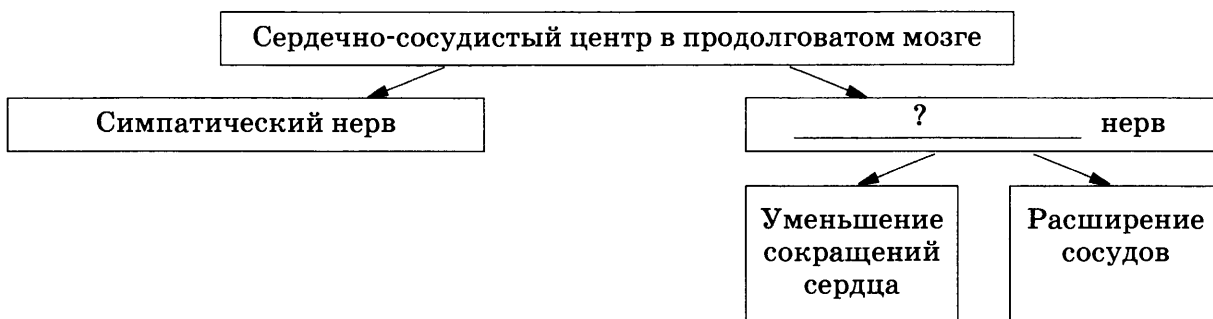 Сердечно-сосудистый центр в продолговатом мозге
Симпатический нерв
? нерв
Уменьшение
сокращений
сердца
Расширение
сосудов